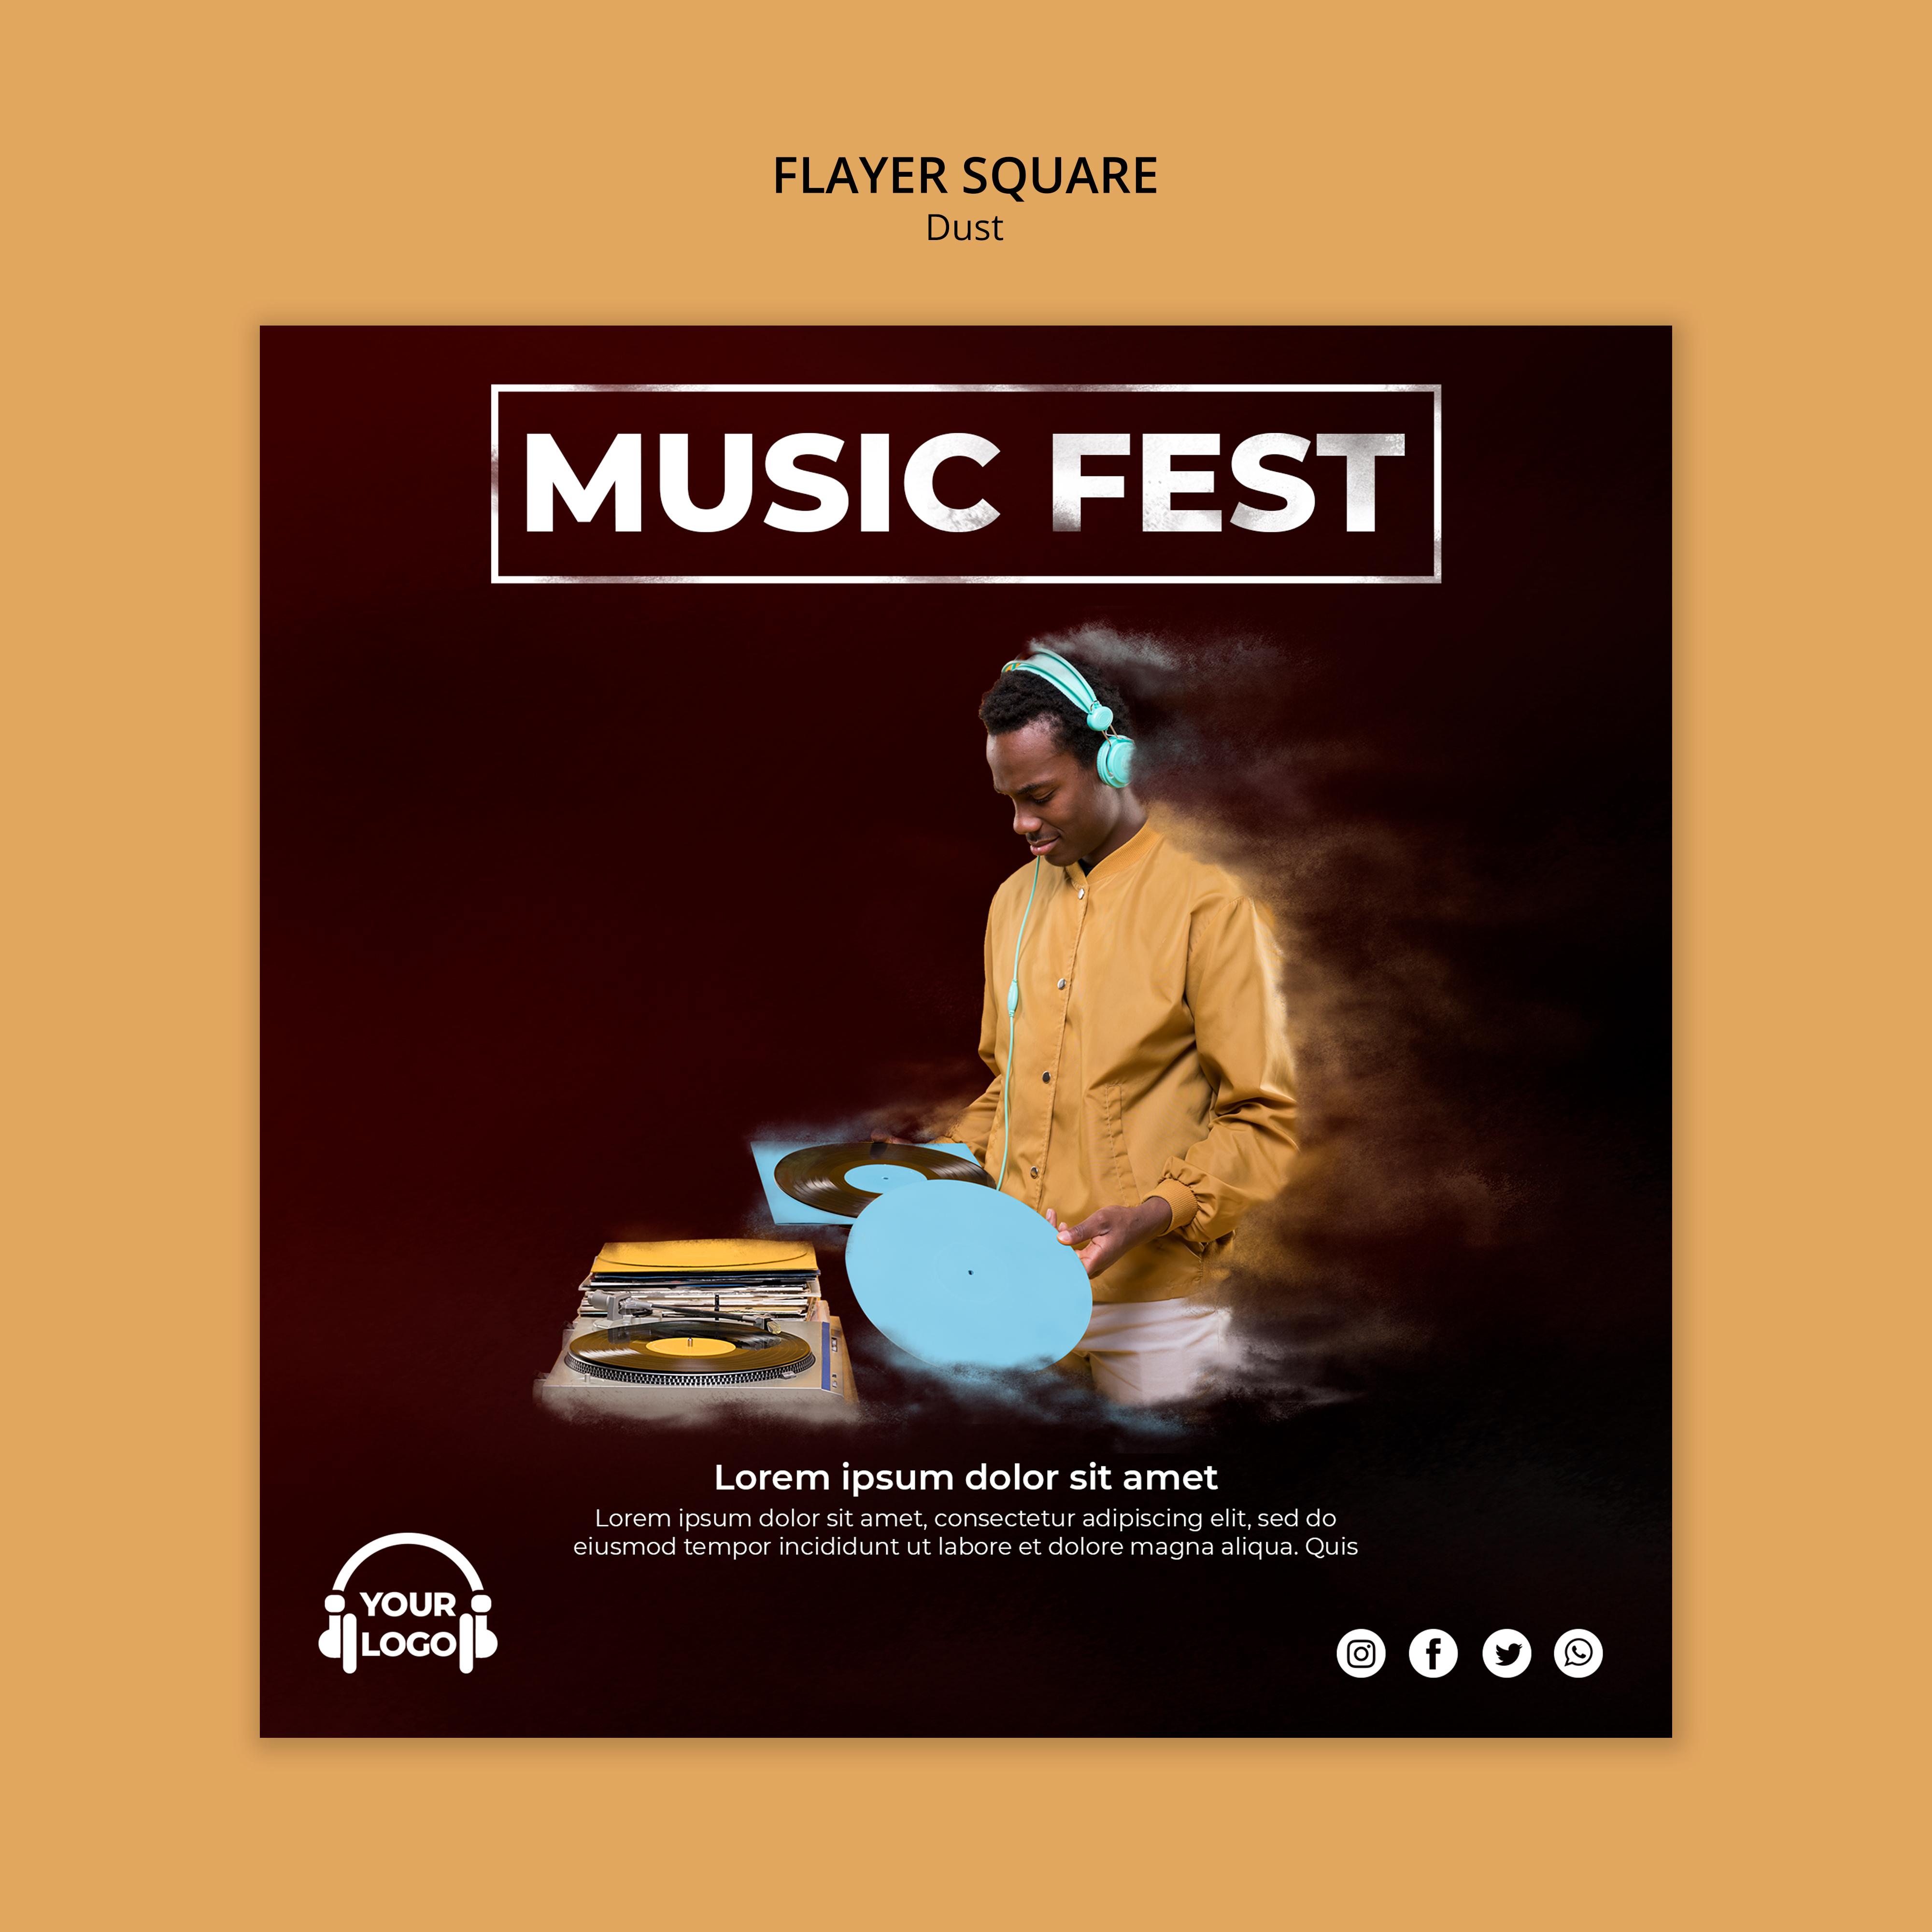 FLAYER SQUARE
Dust
MUSIC FEST
Lorem ipsum dolor sit amet
Lorem ipsum dolor sit amet, consectetur adipiscing elit, sed do
eiusmod tempor incididunt ut labore et dolore magna aliqua. Quis
YOUR
LOGO